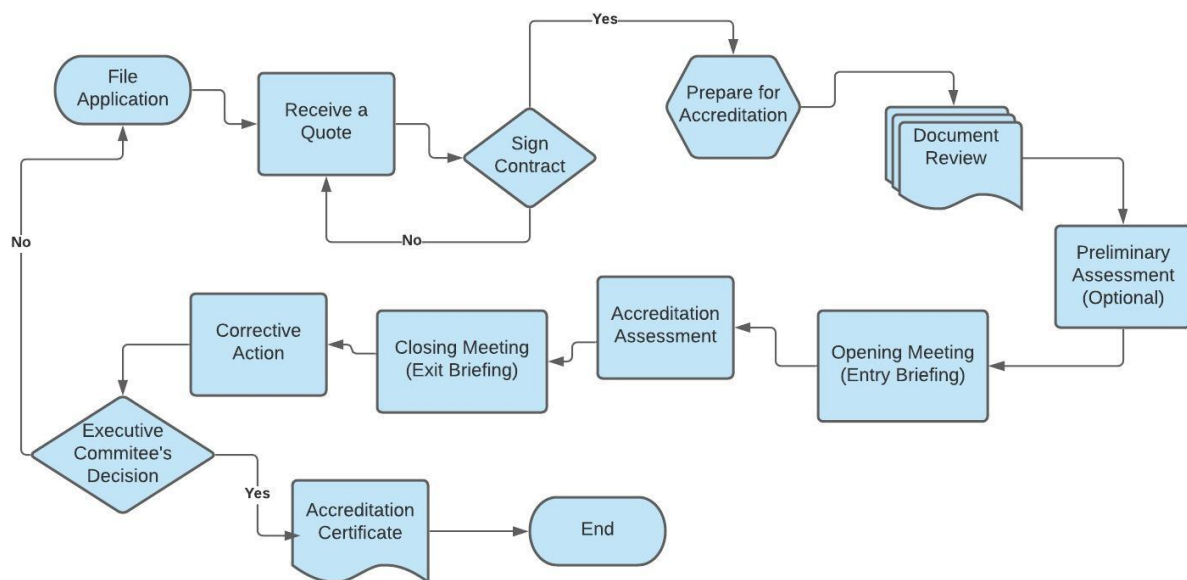 Yes
File
Application
Receive a
Quote
Sign
Contract
Prepare for
Accreditation
Document
Review
No
No
Preliminary
Assessment
(Optional)
Opening Meeting
(Entry Briefing)
Accreditation
Assessment
Closing Meeting
(Exit Briefing)
Corrective
Action
Executive
Commitee's
Decision
Yes
Accreditation
Certificate
End